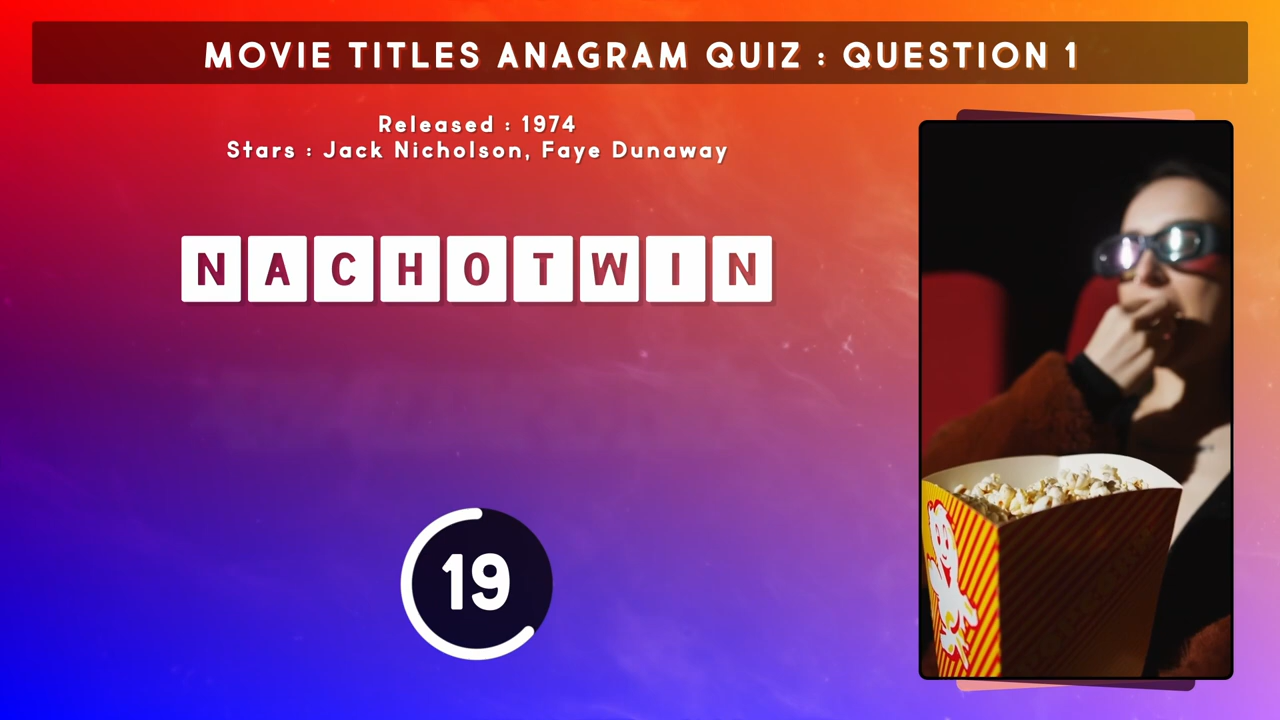 MOVIE TITLES ANAGRAM QUIZ : QUESTION 1
Released : 1974
Stars : Jack Nicholson, Faye Dunaway
NACHOTWIN
19